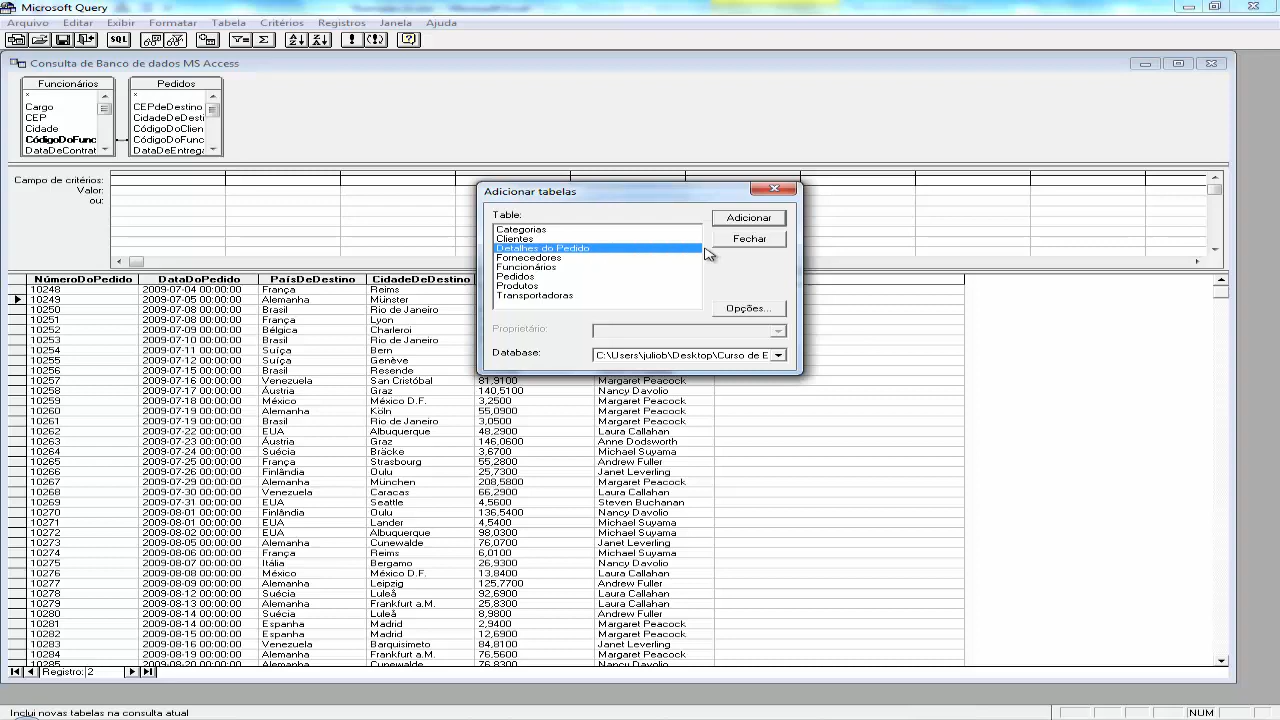 Microsoft Query
Arquivo Editar Exibir Formatar Tabela Critérios Registros Janela Ajuda
SQL
Consulta de Banco de dados MS Access
Funcionários Pedidos
* *
Cargo CEPdeDestino
CEP CidadeDeDesti
Cidade CódigoDoClien
CódigoDoFunc CódigoDoFunc
DataDeContrat DataDeEntreg
Campo de critérios:
Valor:
ou:
Adicionar tabelas
Table:
Categorias
Clientes
Detalhes do Pedido
Fornecedores
Funcionários
Pedidos
Produtos
Transportadoras
Adicionar
Fechar
Opções...
Proprietário:
Database: C:\Users\juliob\Desktop\Curso de E
NúmeroDoPedido DataDoPedido PaísDeDestino CidadeDeDestino
10248 2009-07-04 00:00:00 França Reims
10249 2009-07-05 00:00:00 Alemanha Münster
10250 2009-07-08 00:00:00 Brasil Rio de Janeiro
10251 2009-07-08 00:00:00 França Lyon
10252 2009-07-09 00:00:00 Bélgica Charleroi
10253 2009-07-10 00:00:00 Brasil Rio de Janeiro
10254 2009-07-11 00:00:00 Suíça Bern
10255 2009-07-12 00:00:00 Suíça Genève
10256 2009-07-15 00:00:00 Brasil Resende
10257 2009-07-16 00:00:00 Venezuela San Cristóbal 81,9100 Margaret Peacock
10258 2009-07-17 00:00:00 Áustria Graz 140,5100 Nancy Davolio
10259 2009-07-18 00:00:00 México México D.F. 3,2500 Margaret Peacock
10260 2009-07-19 00:00:00 Alemanha Köln 55,0900 Margaret Peacock
10261 2009-07-19 00:00:00 Brasil Rio de Janeiro 3,0500 Margaret Peacock
10262 2009-07-22 00:00:00 EUA Albuquerque 48,2900 Laura Callahan
10263 2009-07-23 00:00:00 Áustria Graz 146,0600 Anne Dodsworth
10264 2009-07-24 00:00:00 Suécia Bräcke 3,6700 Michael Suyama
10265 2009-07-25 00:00:00 França Strasbourg 55,2800 Andrew Fuller
10266 2009-07-26 00:00:00 Finlândia Oulu 25,7300 Janet Leverling
10267 2009-07-29 00:00:00 Alemanha München 208,5800 Margaret Peacock
10268 2009-07-30 00:00:00 Venezuela Caracas 66,2900 Laura Callahan
10269 2009-07-31 00:00:00 EUA Seattle 4,5600 Steven Buchanan
10270 2009-08-01 00:00:00 Finlândia Oulu 136,5400 Nancy Davolio
10271 2009-08-01 00:00:00 EUA Lander 4,5400 Michael Suyama
10272 2009-08-02 00:00:00 EUA Albuquerque 98,0300 Michael Suyama
10273 2009-08-05 00:00:00 Alemanha Cunewalde 76,0700 Janet Leverling
10274 2009-08-06 00:00:00 França Reims 6,0100 Michael Suyama
10275 2009-08-07 00:00:00 Itália Bergamo 26,9300 Nancy Davolio
10276 2009-08-08 00:00:00 México México D.F. 13,8400 Laura Callahan
10277 2009-08-09 00:00:00 Alemanha Leipzig 125,7700 Andrew Fuller
10278 2009-08-12 00:00:00 Suécia Luleå 92,6900 Laura Callahan
10279 2009-08-13 00:00:00 Alemanha Frankfurt a.M. 25,8300 Laura Callahan
10280 2009-08-14 00:00:00 Suécia Luleå 8,9800 Andrew Fuller
10281 2009-08-14 00:00:00 Espanha Madrid 2,9400 Margaret Peacock
10282 2009-08-15 00:00:00 Espanha Madrid 12,6900 Margaret Peacock
10283 2009-08-16 00:00:00 Venezuela Barquisimeto 84,8100 Janet Leverling
10284 2009-08-19 00:00:00 Alemanha Frankfurt a.M. 76,5600 Margaret Peacock
10285 2009-08-20 00:00:00 Alemanha Cunewalde 76,8300 Nancy Davolio
Registro: 2
Inclui novas tabelas na consulta atual NUM